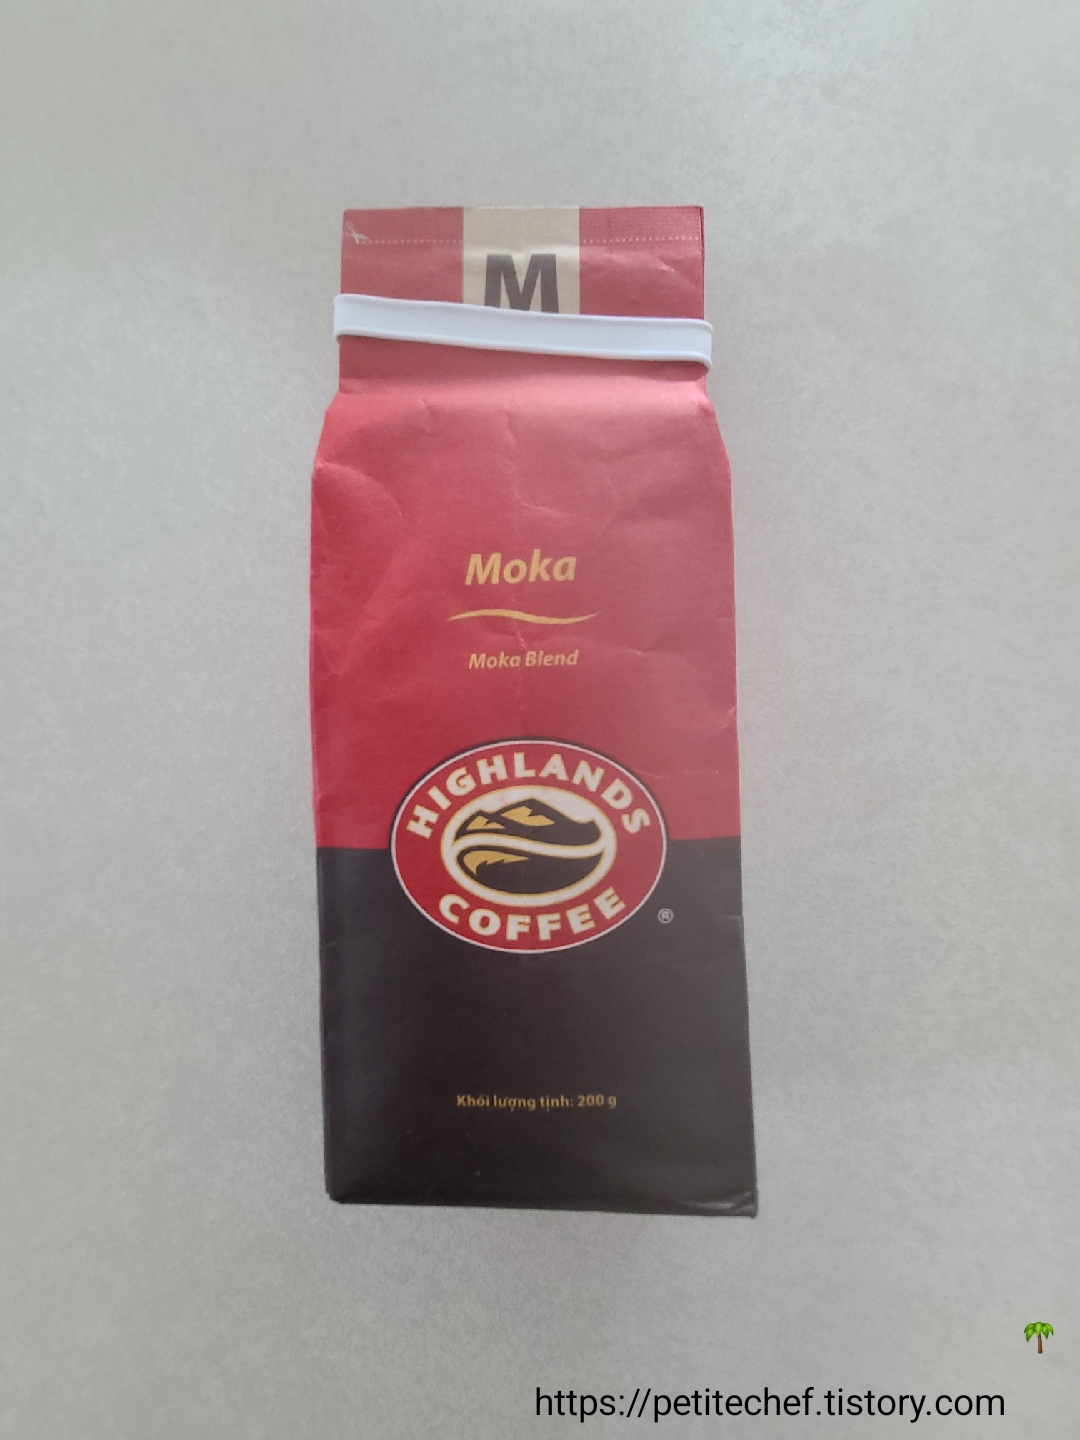 M
Moka
Moka Blend
HIGHLANDS
COFFEE
®
Khối lượng tịnh: 200 g
https://petitechef.tistory.com